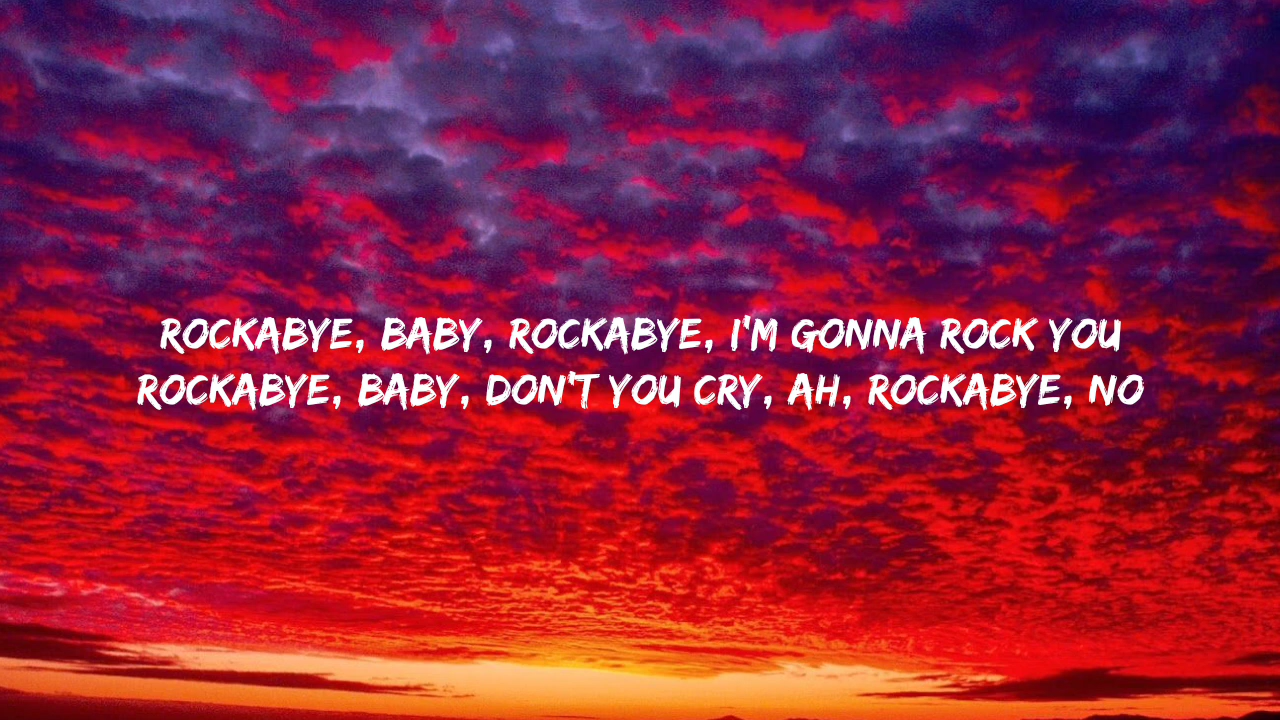 ROCKABYE, BABY, ROCKABYE, I'M GONNA ROCK YOU
ROCKABYE, BABY, DON'T YOU CRY, AH, ROCKABYE, NO